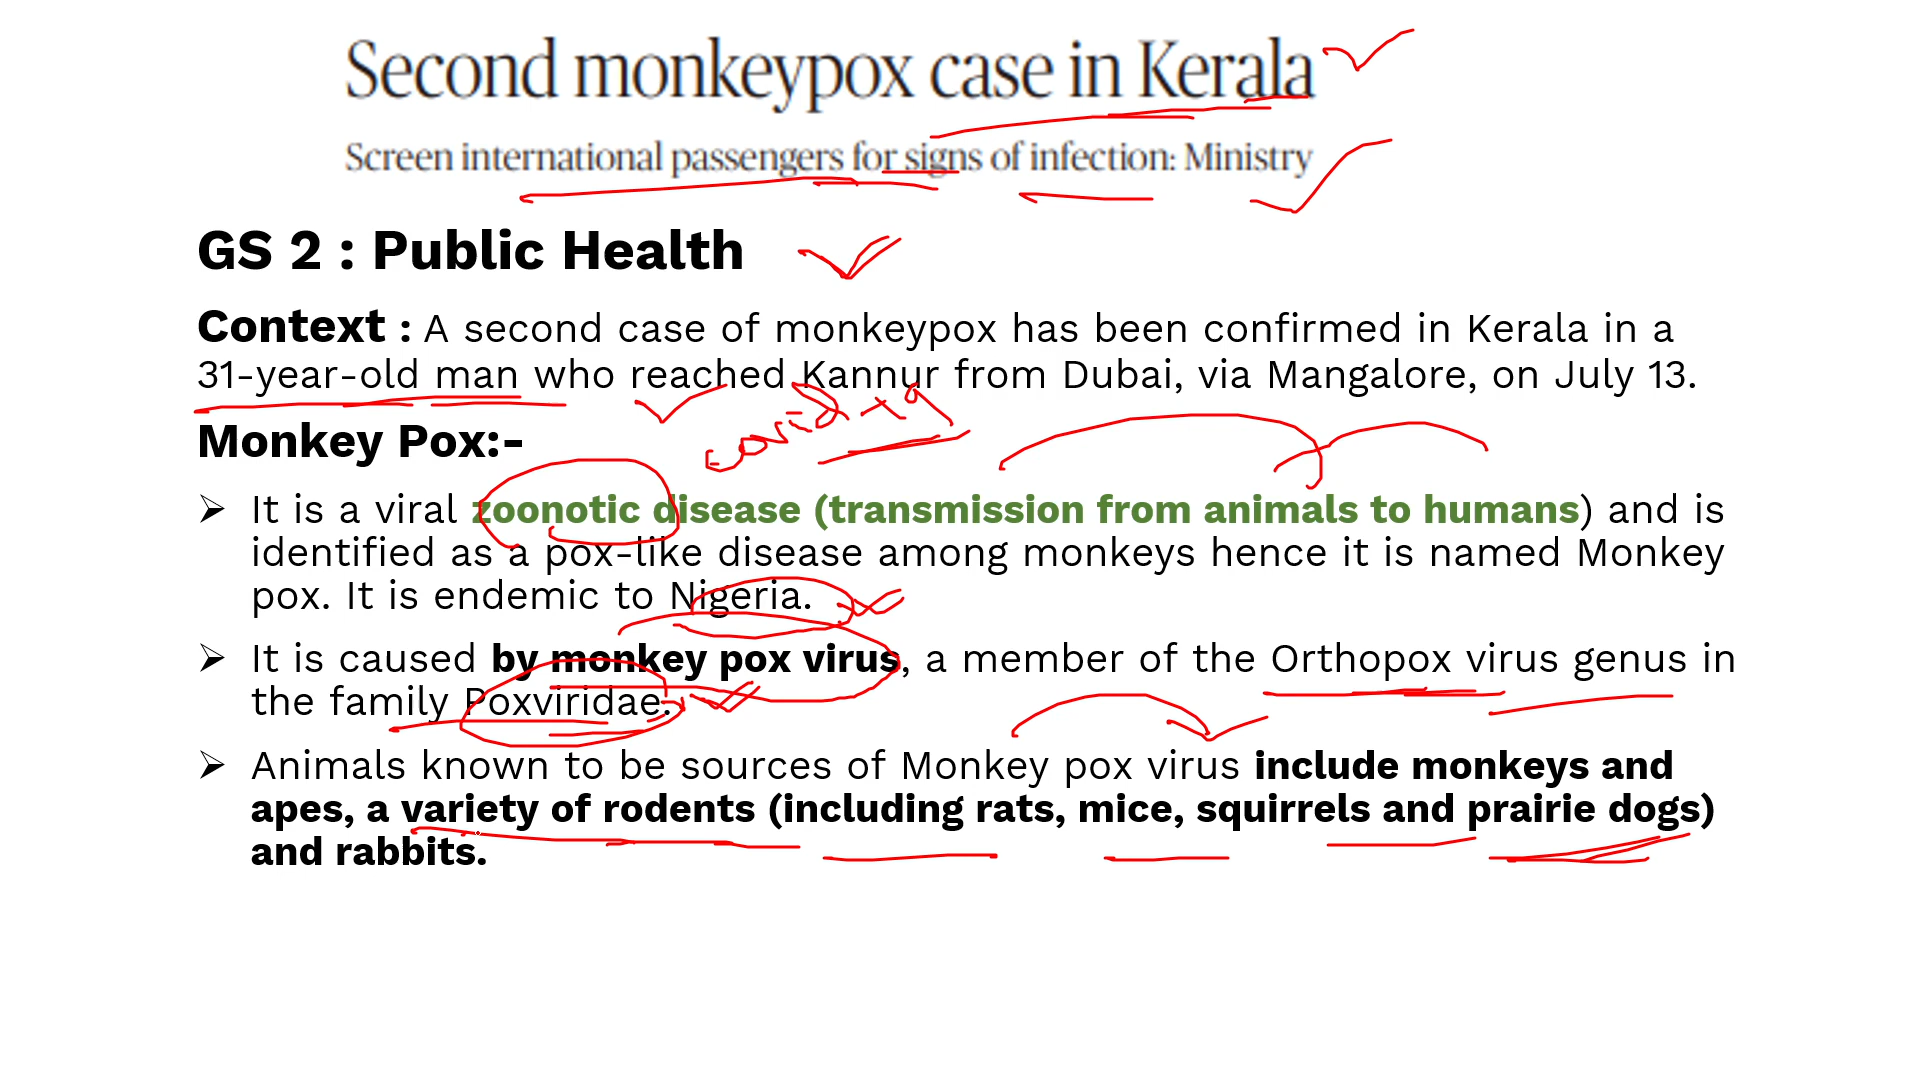 Second monkeypox case in Kerala
Screen international passengers for signs of infection: Ministry
GS 2 : Public Health
Context : A second case of monkeypox has been confirmed in Kerala in a
31-year-old man who reached Kannur from Dubai, via Mangalore, on July 13.
covid 19
Monkey Pox:-
➢ It is a viral zoonotic disease (transmission from animals to humans) and is
identified as a pox-like disease among monkeys hence it is named Monkey
pox. It is endemic to Nigeria.
➢ It is caused by monkey pox virus, a member of the Orthopox virus genus in
the family Poxviridae.
➢ Animals known to be sources of Monkey pox virus include monkeys and
apes, a variety of rodents (including rats, mice, squirrels and prairie dogs)
and rabbits.